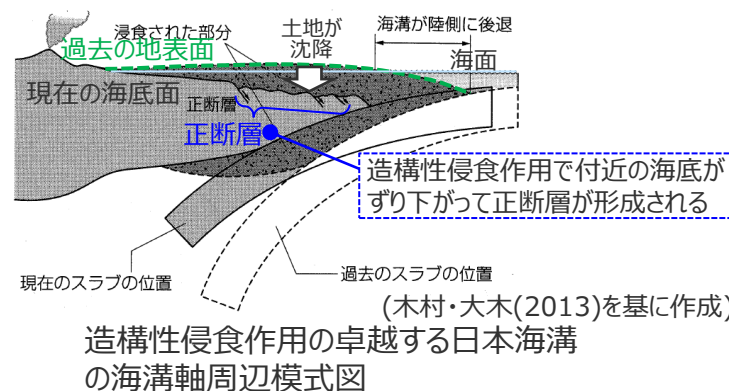 浸食された部分
土地が
沈降
海溝が陸側に後退
過去の地表面
海面
現在の海底面
正断層
正断層
造構性侵食作用で付近の海底が
ずり下がって正断層が形成される
現在のスラブの位置
過去のスラブの位置
(木村・大木(2013)を基に作成)
造構性侵食作用の卓越する日本海溝
の海溝軸周辺模式図